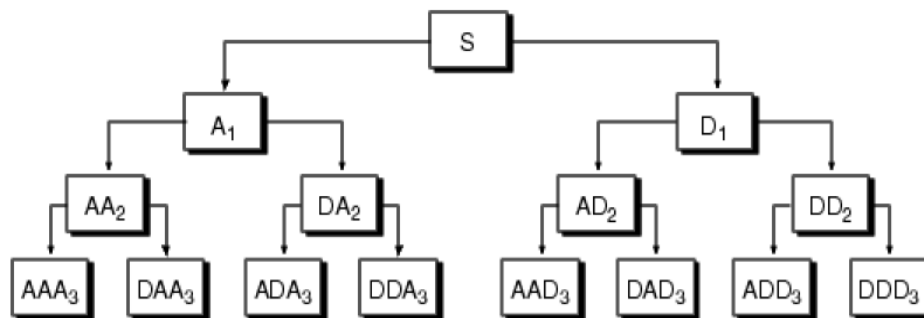 S
A₁ D₁
AA₂ DA₂ AD₂ DD₂
AAA₃ DAA₃ ADA₃ DDA₃ AAD₃ DAD₃ ADD₃ DDD₃